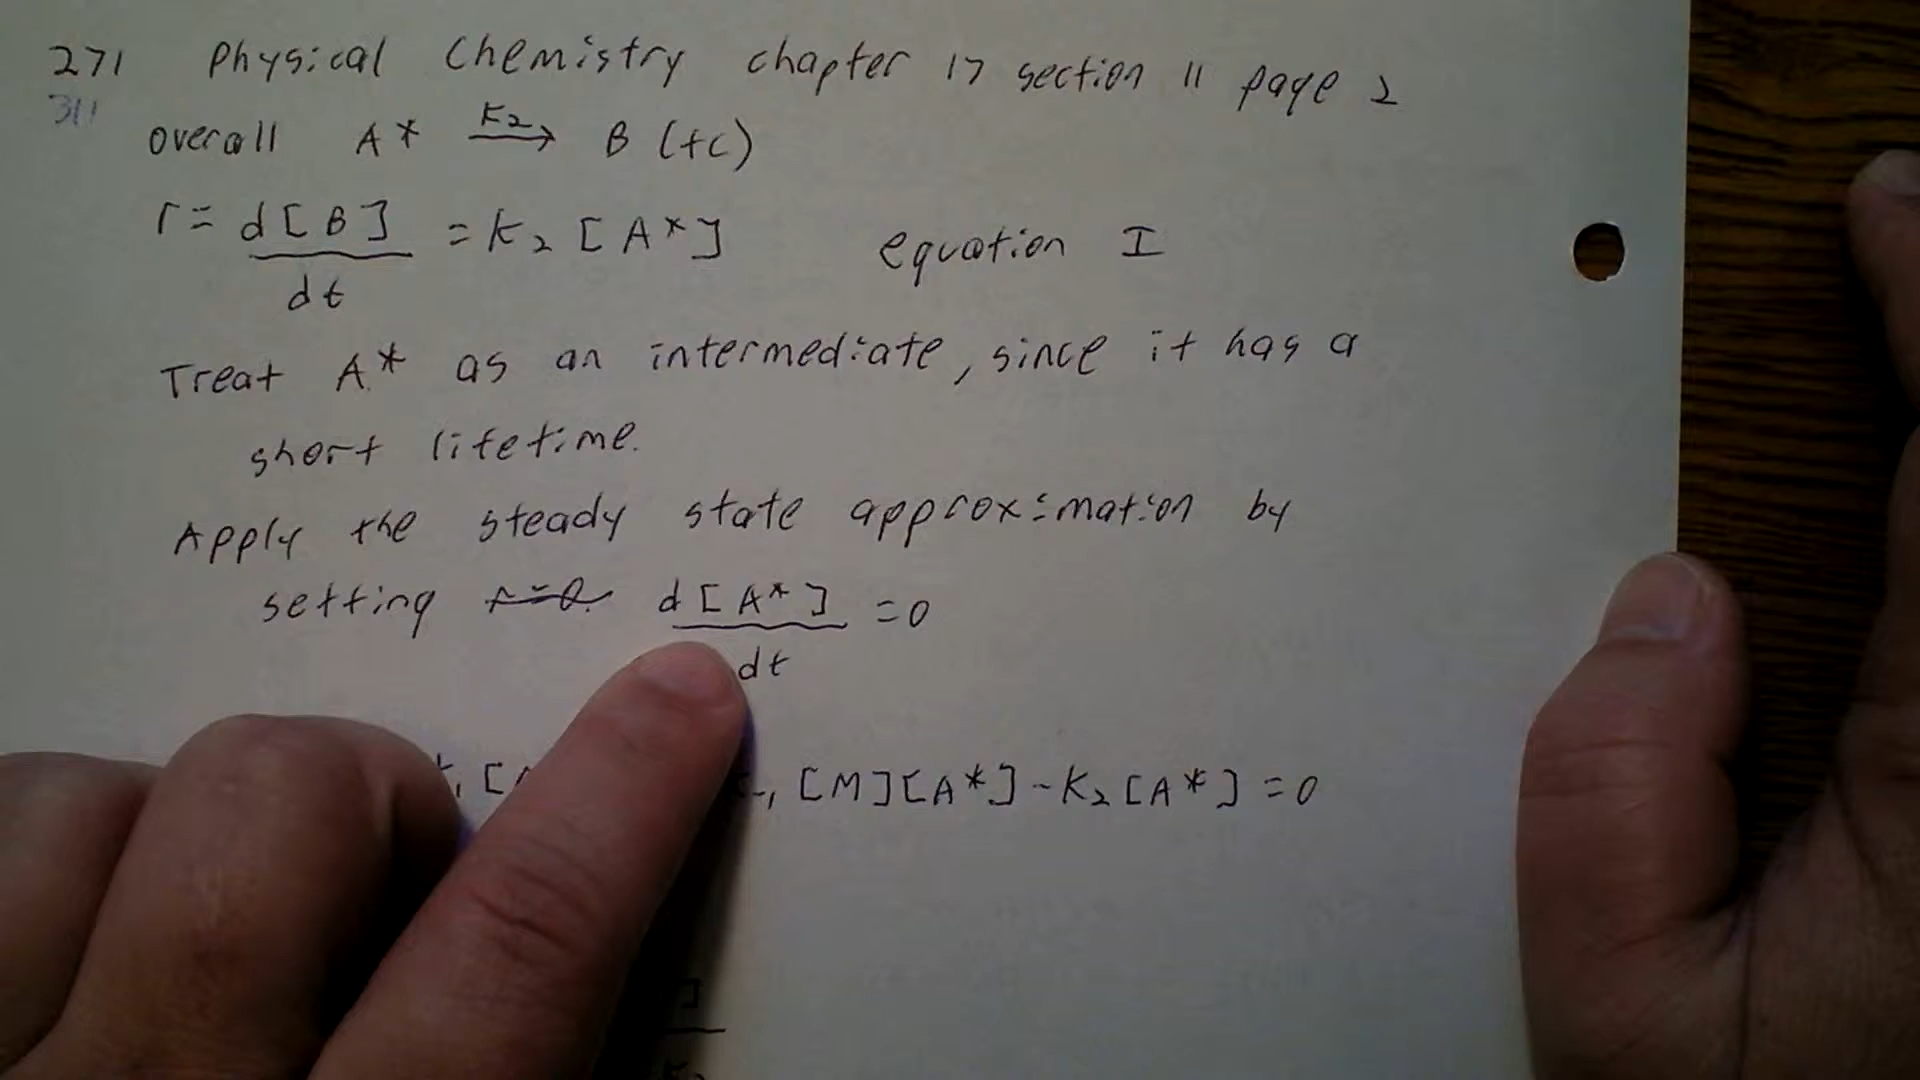 271 Physical Chemistry chapter 17 section 11 page 2
311
overall A* K2 → B (+C)
r = d[B]/dt = K2 [A*] equation I
Treat A* as an intermediate, since it has a
short lifetime.
Apply the steady state approximation by
setting d[A*]/dt = 0
[M][A*] - K2[A*] = 0